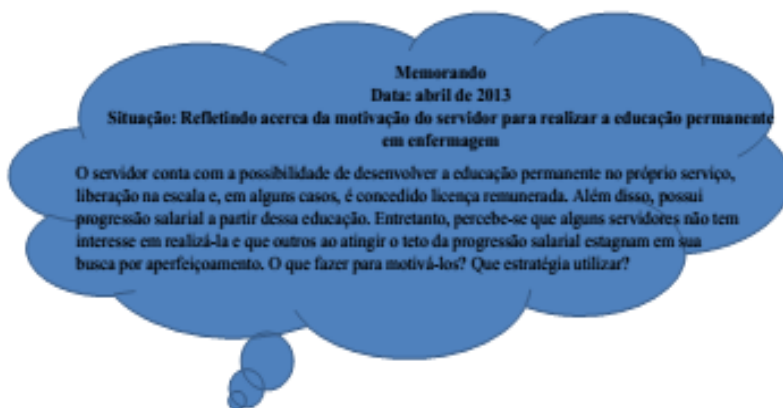 Memorando
Data: abril de 2013
Situação: Refletindo acerca da motivação do servidor para realizar a educação permanente
em enfermagem
O servidor conta com a possibilidade de desenvolver a educação permanente no próprio serviço,
liberação na escala e, em alguns casos, é concedido licença remunerada. Além disso, possui
progressão salarial a partir dessa educação. Entretanto, percebe-se que alguns servidores não tem
interesse em realizá-la e que outros ao atingir o teto da progressão salarial estagnam em sua
busca por aperfeiçoamento. O que fazer para motivá-los? Que estratégia utilizar?